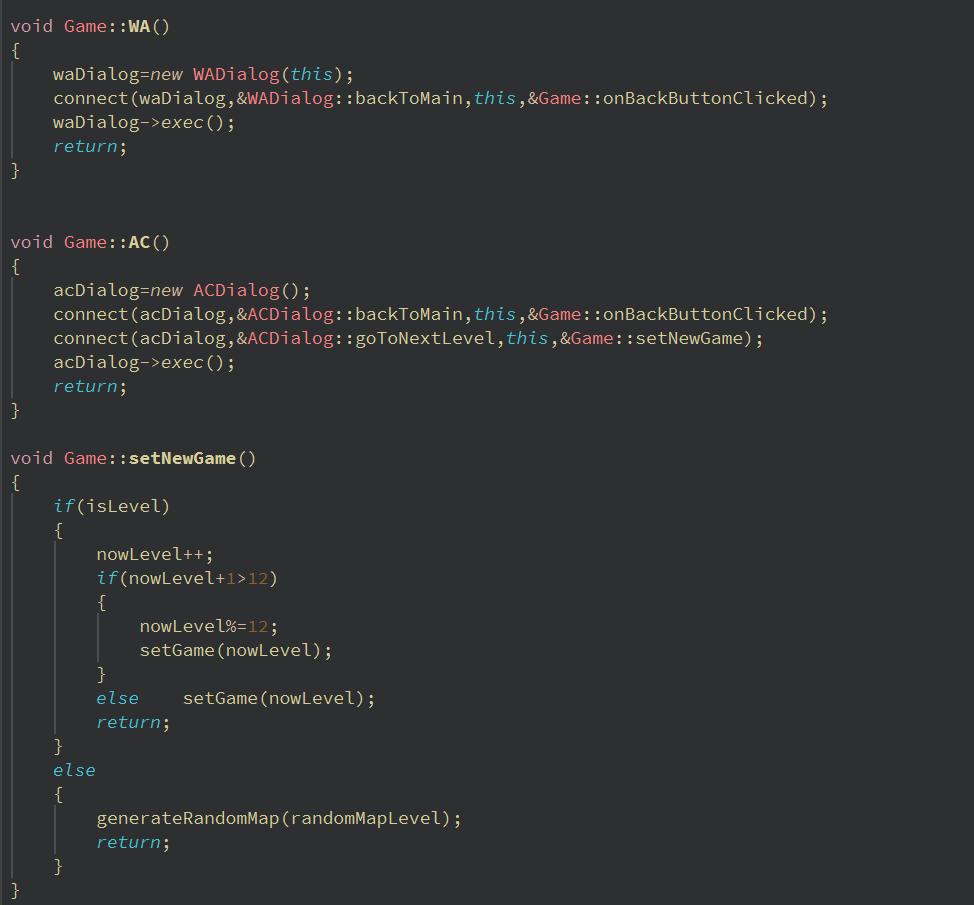 void Game::WA()
{
    waDialog=new WADialog(this);
    connect(waDialog,&WADialog::backToMain,this,&Game::onBackButtonClicked);
    waDialog->exec();
    return;
}
void Game::AC()
{
    acDialog=new ACDialog();
    connect(acDialog,&ACDialog::backToMain,this,&Game::onBackButtonClicked);
    connect(acDialog,&ACDialog::goToNextLevel,this,&Game::setNewGame);
    acDialog->exec();
    return;
}
void Game::setNewGame()
{
    if(isLevel)
    {
        nowLevel++;
        if(nowLevel+1>12)
        {
            nowLevel%=12;
            setGame(nowLevel);
        }
        else    setGame(nowLevel);
        return;
    }
    else
    {
        generateRandomMap(randomMapLevel);
        return;
    }
}